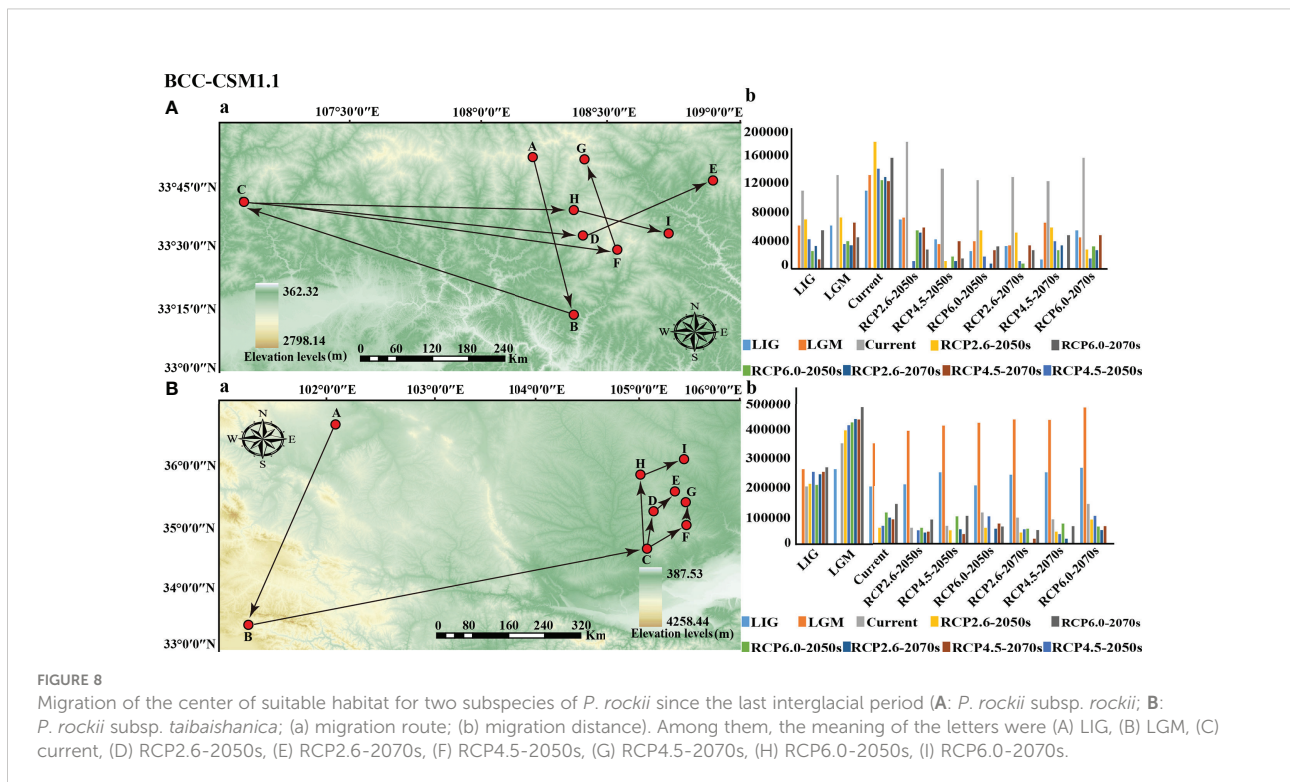 BCC-CSM1.1
A
a
107°30'0"E
108°0'0"E
108°30'0"E
109°0'0"E
33°45'0"N
33°30'0"N
33°15'0"N
33°0'0"N
A
G
E
C
H
I
D
F
B
362.32
2798.14
Elevation levels (m)
0 60 120 180 240
Km
N
W E
S
b
200000
160000
120000
80000
40000
0
LIG
LGM
Current
RCP2.6-2050s
RCP4.5-2050s
RCP6.0-2050s
RCP2.6-2070s
RCP4.5-2070s
RCP6.0-2070s
LIG LGM Current RCP2.6-2050s RCP6.0-2070s
RCP6.0-2050s RCP2.6-2070s RCP4.5-2070s RCP4.5-2050s
B
a
102°0'0"E
103°0'0"E
104°0'0"E
105°0'0"E
106°0'0"E
36°0'0"N
35°0'0"N
34°0'0"N
33°0'0"N
N
W E
S
A
I
H
E
D
G
F
C
B
387.53
4258.44
Elevation levels (m)
0 80 160 240 320
Km
b
500000
400000
300000
200000
100000
0
LIG
LGM
Current
RCP2.6-2050s
RCP4.5-2050s
RCP6.0-2050s
RCP2.6-2070s
RCP4.5-2070s
RCP6.0-2070s
LIG LGM Current RCP2.6-2050s RCP6.0-2070s
RCP6.0-2050s RCP2.6-2070s RCP4.5-2070s RCP4.5-2050s
FIGURE 8
Migration of the center of suitable habitat for two subspecies of P. rockii since the last interglacial period (A: P. rockii subsp. rockii; B:
P. rockii subsp. taibaishanica; (a) migration route; (b) migration distance). Among them, the meaning of the letters were (A) LIG, (B) LGM, (C)
current, (D) RCP2.6-2050s, (E) RCP2.6-2070s, (F) RCP4.5-2050s, (G) RCP4.5-2070s, (H) RCP6.0-2050s, (I) RCP6.0-2070s.